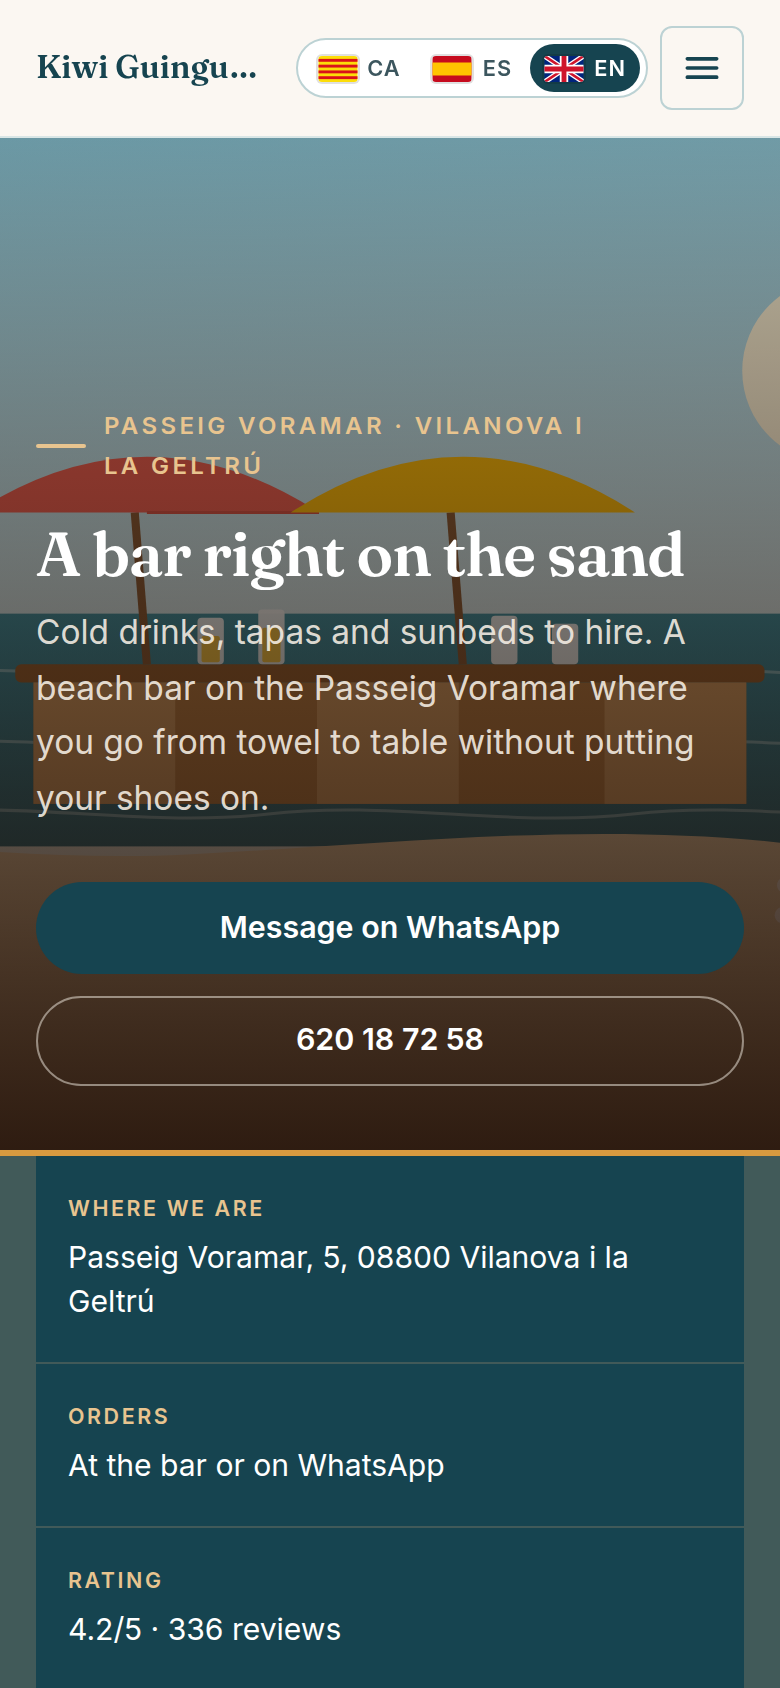 Kiwi Guingu...
CA
ES
EN
PASSEIG VORAMAR · VILANOVA I
LA GELTRÚ
A bar right on the sand
Cold drinks, tapas and sunbeds to hire. A
beach bar on the Passeig Voramar where
you go from towel to table without putting
your shoes on.
Message on WhatsApp
620 18 72 58
WHERE WE ARE
Passeig Voramar, 5, 08800 Vilanova i la
Geltrú
ORDERS
At the bar or on WhatsApp
RATING
4.2/5 · 336 reviews